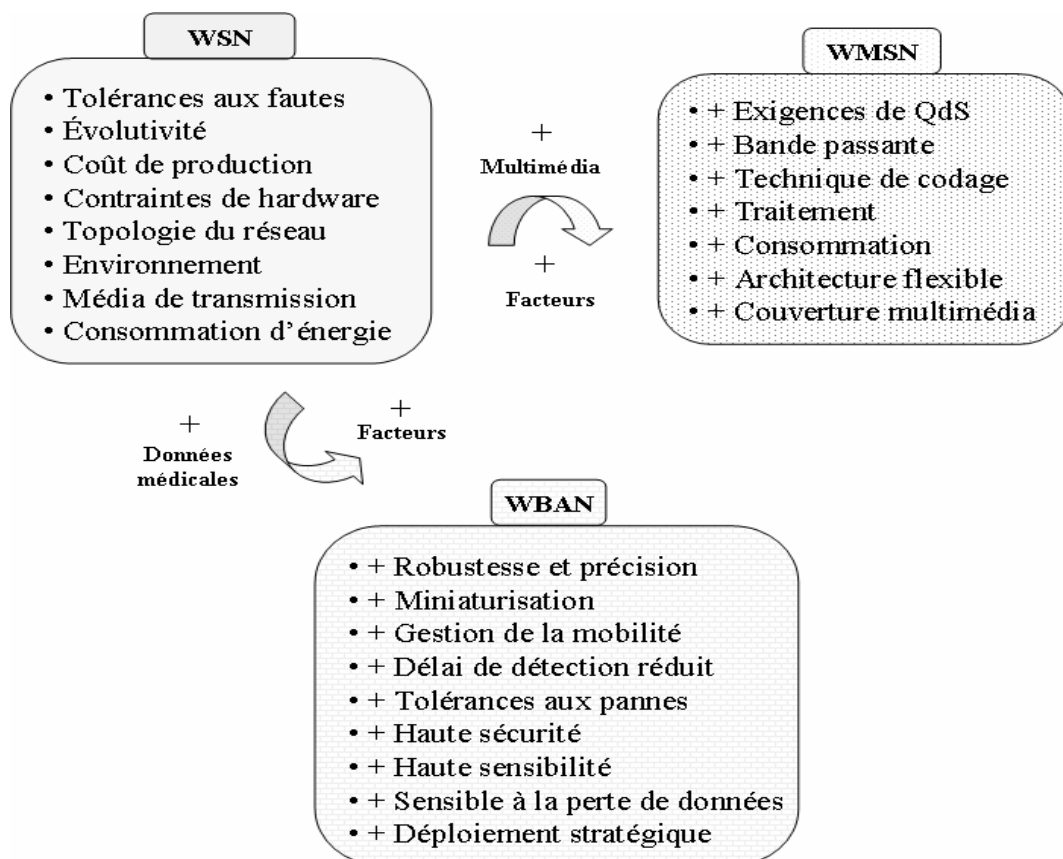 WSN
• Tolérances aux fautes
• Évolutivité
• Coût de production
• Contraintes de hardware
• Topologie du réseau
• Environnement
• Média de transmission
• Consommation d'énergie
+
Multimédia
+
Facteurs
WMSN
• + Exigences de QdS
• + Bande passante
• + Technique de codage
• + Traitement
• + Consommation
• + Architecture flexible
• + Couverture multimédia
+
Données
médicales
+
Facteurs
WBAN
• + Robustesse et précision
• + Miniaturisation
• + Gestion de la mobilité
• + Délai de détection réduit
• + Tolérances aux pannes
• + Haute sécurité
• + Haute sensibilité
• + Sensible à la perte de données
• + Déploiement stratégique